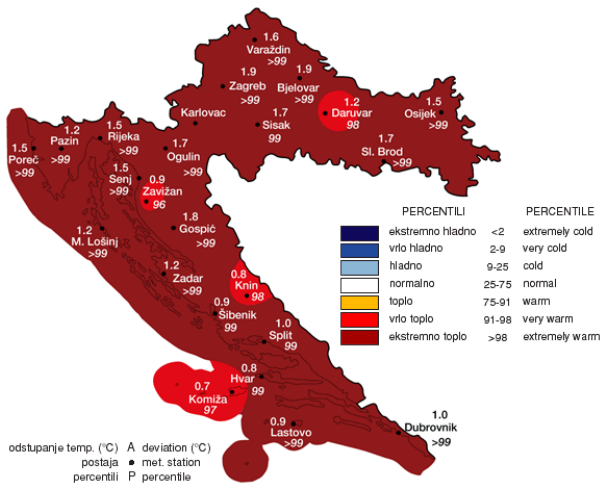 1.6
Varaždin
>99
1.9
Zagreb
>99
1.9
Bjelovar
>99
1.2
Daruvar
98
1.5
Osijek
>99
Karlovac
1.7
Sisak
99
1.7
Sl. Brod
>99
1.5
Poreč
>99
1.2
Pazin
>99
1.5
Rijeka
>99
1.7
Ogulin
>99
1.5
Senj
>99
0.9
Zavižan
96
1.8
Gospić
>99
1.2
M. Lošinj
>99
1.2
Zadar
>99
0.8
Knin
98
0.9
Šibenik
99
1.0
Split
99
0.8
Hvar
99
0.7
Komiža
97
0.9
Lastovo
>99
1.0
Dubrovnik
>99
PERCENTILI PERCENTILE
ekstremno hladno <2 extremely cold
vrlo hladno 2-9 very cold
hladno 9-25 cold
normalno 25-75 normal
toplo 75-91 warm
vrlo toplo 91-98 very warm
ekstremno toplo >98 extremely warm
odstupanje temp. (°C) A deviation (°C)
postaja met. station
percentili P percentile